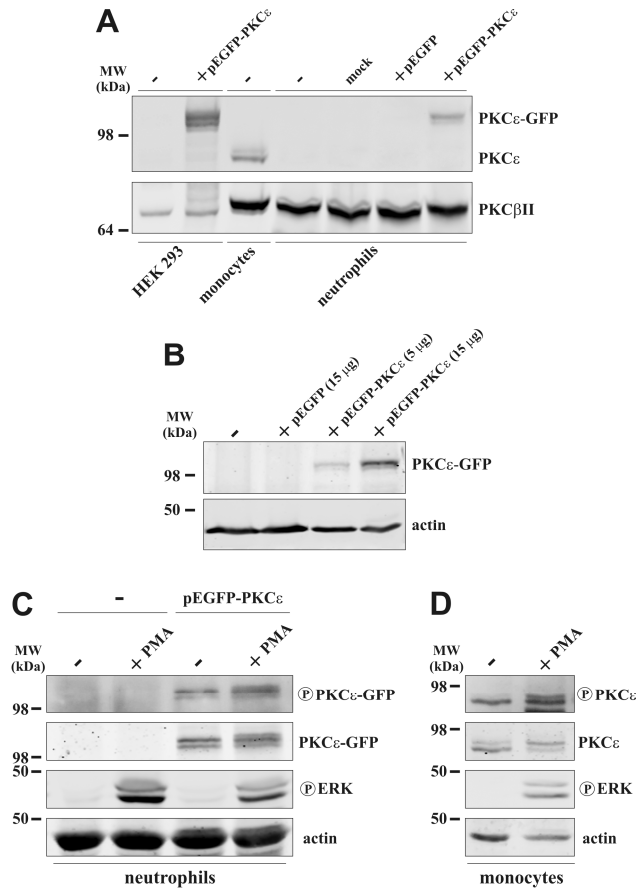 A
MW
(kDa)
-
+ pEGFP-PKCε
-
-
mock
+ pEGFP
+ pEGFP-PKCε
98
PKCε-GFP
PKCε
64
PKCβII
HEK 293
monocytes
neutrophils
B
MW
(kDa)
-
+ pEGFP (15 µg)
+ pEGFP-PKCε (5 µg)
+ pEGFP-PKCε (15 µg)
98
PKCε-GFP
50
actin
C
-
pEGFP-PKCε
MW
(kDa)
-
+ PMA
-
+ PMA
98
Ⓟ PKCε-GFP
98
PKCε-GFP
50
Ⓟ ERK
50
actin
neutrophils
D
MW
(kDa)
-
+ PMA
98
Ⓟ PKCε
98
PKCε
50
Ⓟ ERK
50
actin
monocytes